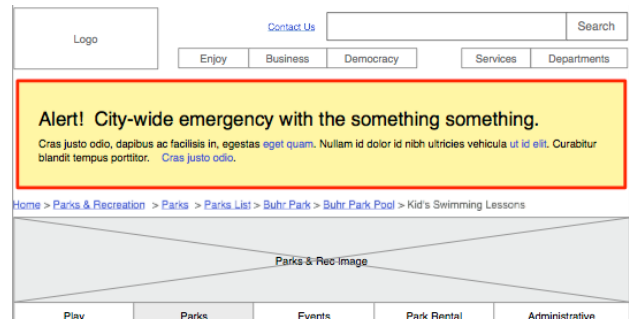 Logo
Contact Us
Search
Enjoy Business Democracy Services Departments
Alert! City-wide emergency with the something something.
Cras justo odio, dapibus ac facilisis in, egestas eget quam. Nullam id dolor id nibh ultricies vehicula ut id elit. Curabitur
blandit tempus porttitor. Cras justo odio.
Home > Parks & Recreation > Parks > Parks List > Buhr Park > Buhr Park Pool > Kid's Swimming Lessons
Parks & Rec Image
Play Parks Events Park Rental Administrative